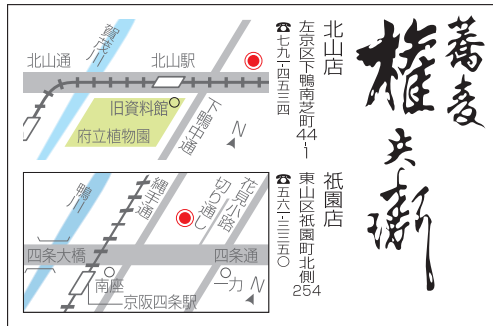 蕎麦
権兵衛
北山店
左京区下鴨南芝町44-1
☎七九一-四五三四
賀茂川
北山通
北山駅
旧資料館
府立植物園
下鴨中通
N
祇園店
東山区祇園町北側254
☎五六一-三三五〇
鴨川
縄手通
切り通し
花見小路
四条大橋
四条通
南座
一力
京阪四条駅
N